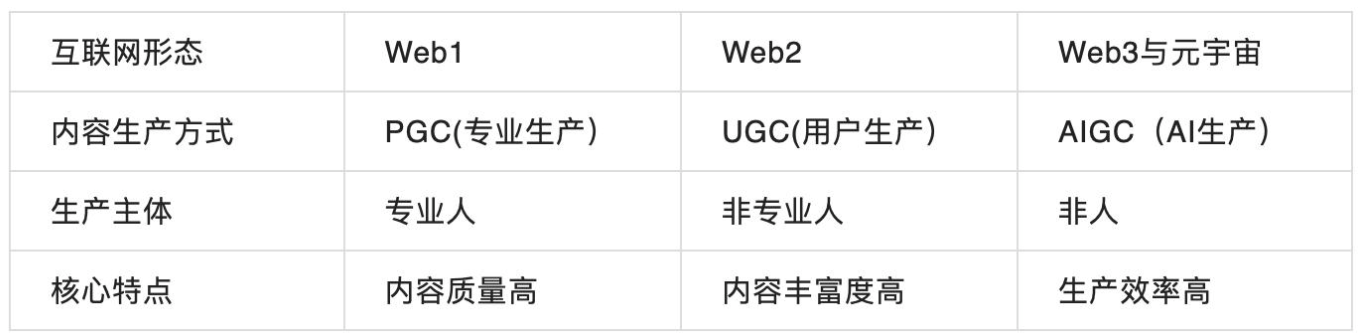 互联网形态 Web1 Web2 Web3与元宇宙
内容生产方式 PGC(专业生产） UGC(用户生产） AIGC（AI生产）
生产主体 专业人 非专业人 非人
核心特点 内容质量高 内容丰富度高 生产效率高